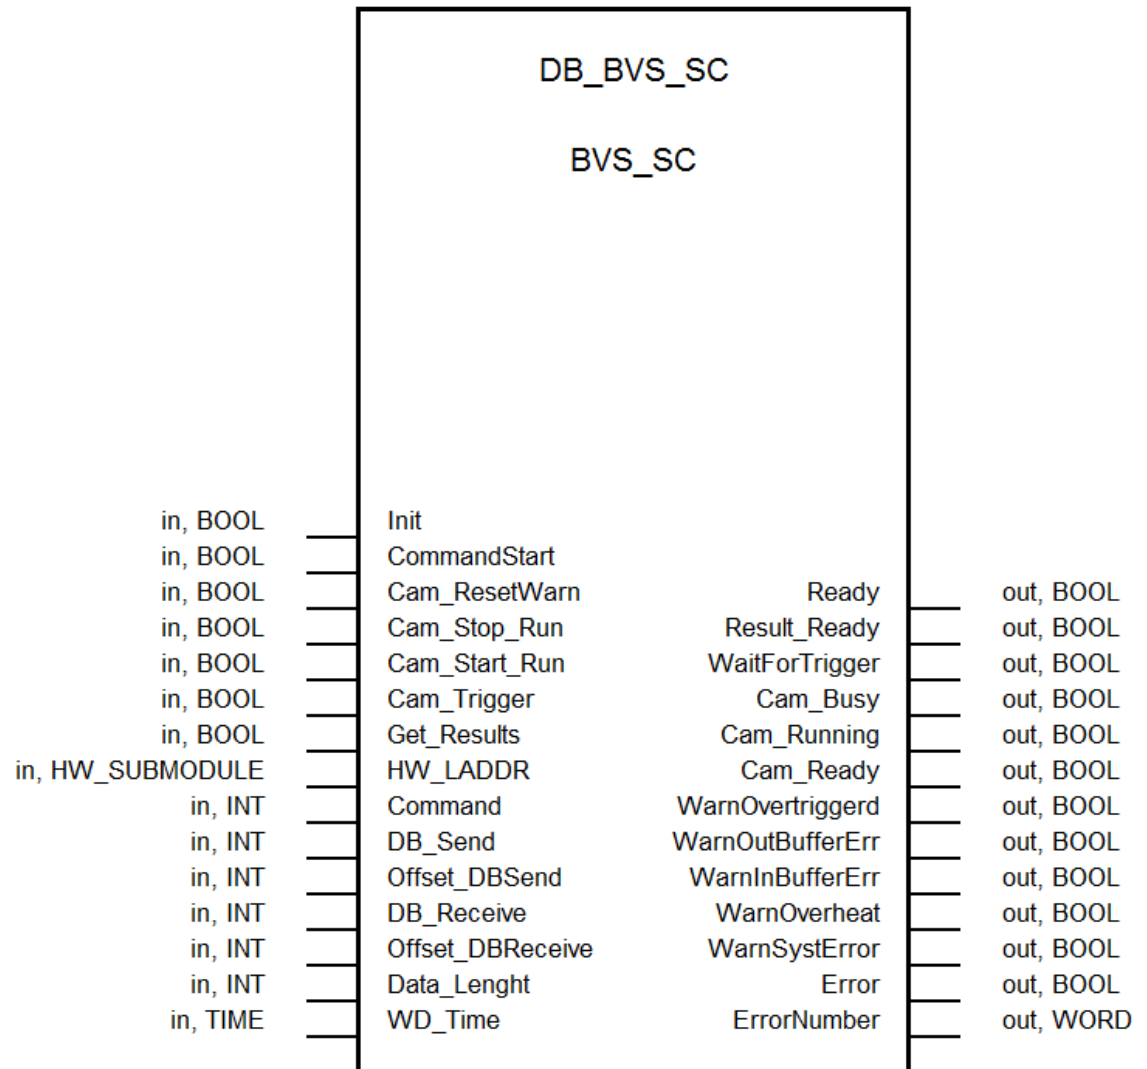 DB_BVS_SC
BVS_SC
in, BOOL Init
in, BOOL CommandStart
in, BOOL Cam_ResetWarn Ready out, BOOL
in, BOOL Cam_Stop_Run Result_Ready out, BOOL
in, BOOL Cam_Start_Run WaitForTrigger out, BOOL
in, BOOL Cam_Trigger Cam_Busy out, BOOL
in, BOOL Get_Results Cam_Running out, BOOL
in, HW_SUBMODULE HW_LADDR Cam_Ready out, BOOL
in, INT Command WarnOvertriggerd out, BOOL
in, INT DB_Send WarnOutBufferErr out, BOOL
in, INT Offset_DBSend WarnInBufferErr out, BOOL
in, INT DB_Receive WarnOverheat out, BOOL
in, INT Offset_DBReceive WarnSystError out, BOOL
in, INT Data_Lenght Error out, BOOL
in, TIME WD_Time ErrorNumber out, WORD